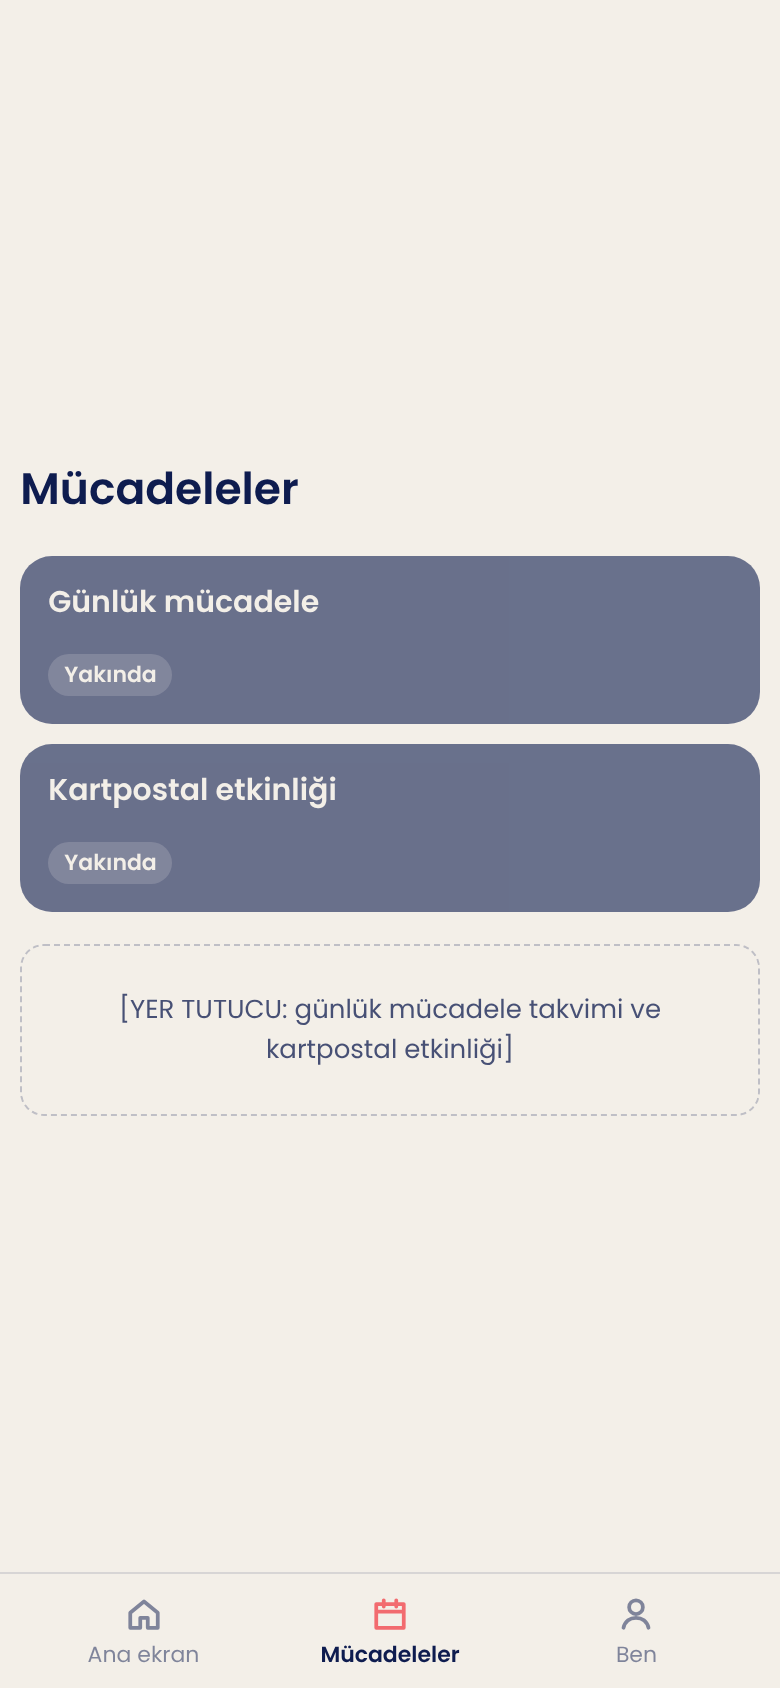 Mücadeleler
Günlük mücadele
Yakında
Kartpostal etkinliği
Yakında
[YER TUTUCU: günlük mücadele takvimi ve
kartpostal etkinliği]
Ana ekran
Mücadeleler
Ben